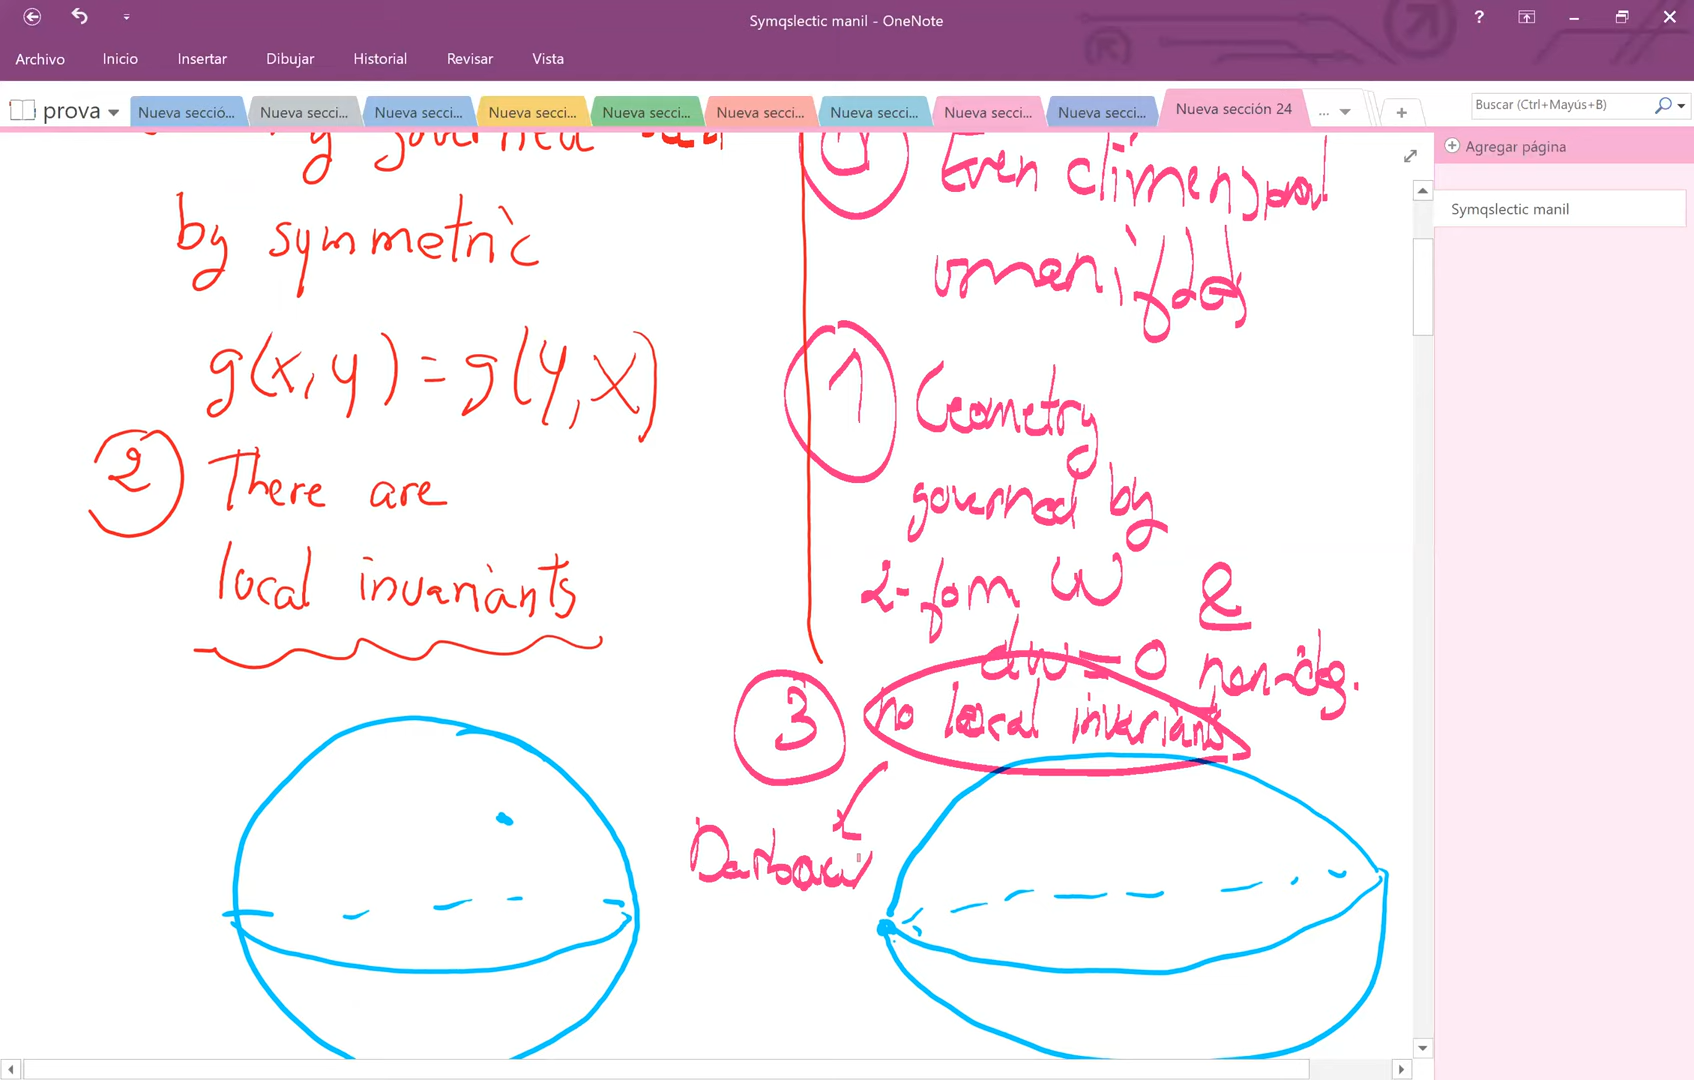 Symqslectic manil - OneNote
?
Archivo Inicio Insertar Dibujar Historial Revisar Vista
prova
Nueva secció... Nueva secci... Nueva secci... Nueva secci... Nueva secci... Nueva secci... Nueva secci... Nueva secci... Nueva secci... Nueva sección 24 ... +
Buscar (Ctrl+Mayús+B)
Agregar página
Symqslectic manil
governed
by symmetric
g(x,y) = g(y,x)
2 There are
local invariants
Even dimensional
manifolds
1 Geometry
governed by
2-form ω &
dω=0 non-deg.
3 no local invariants
Darboux